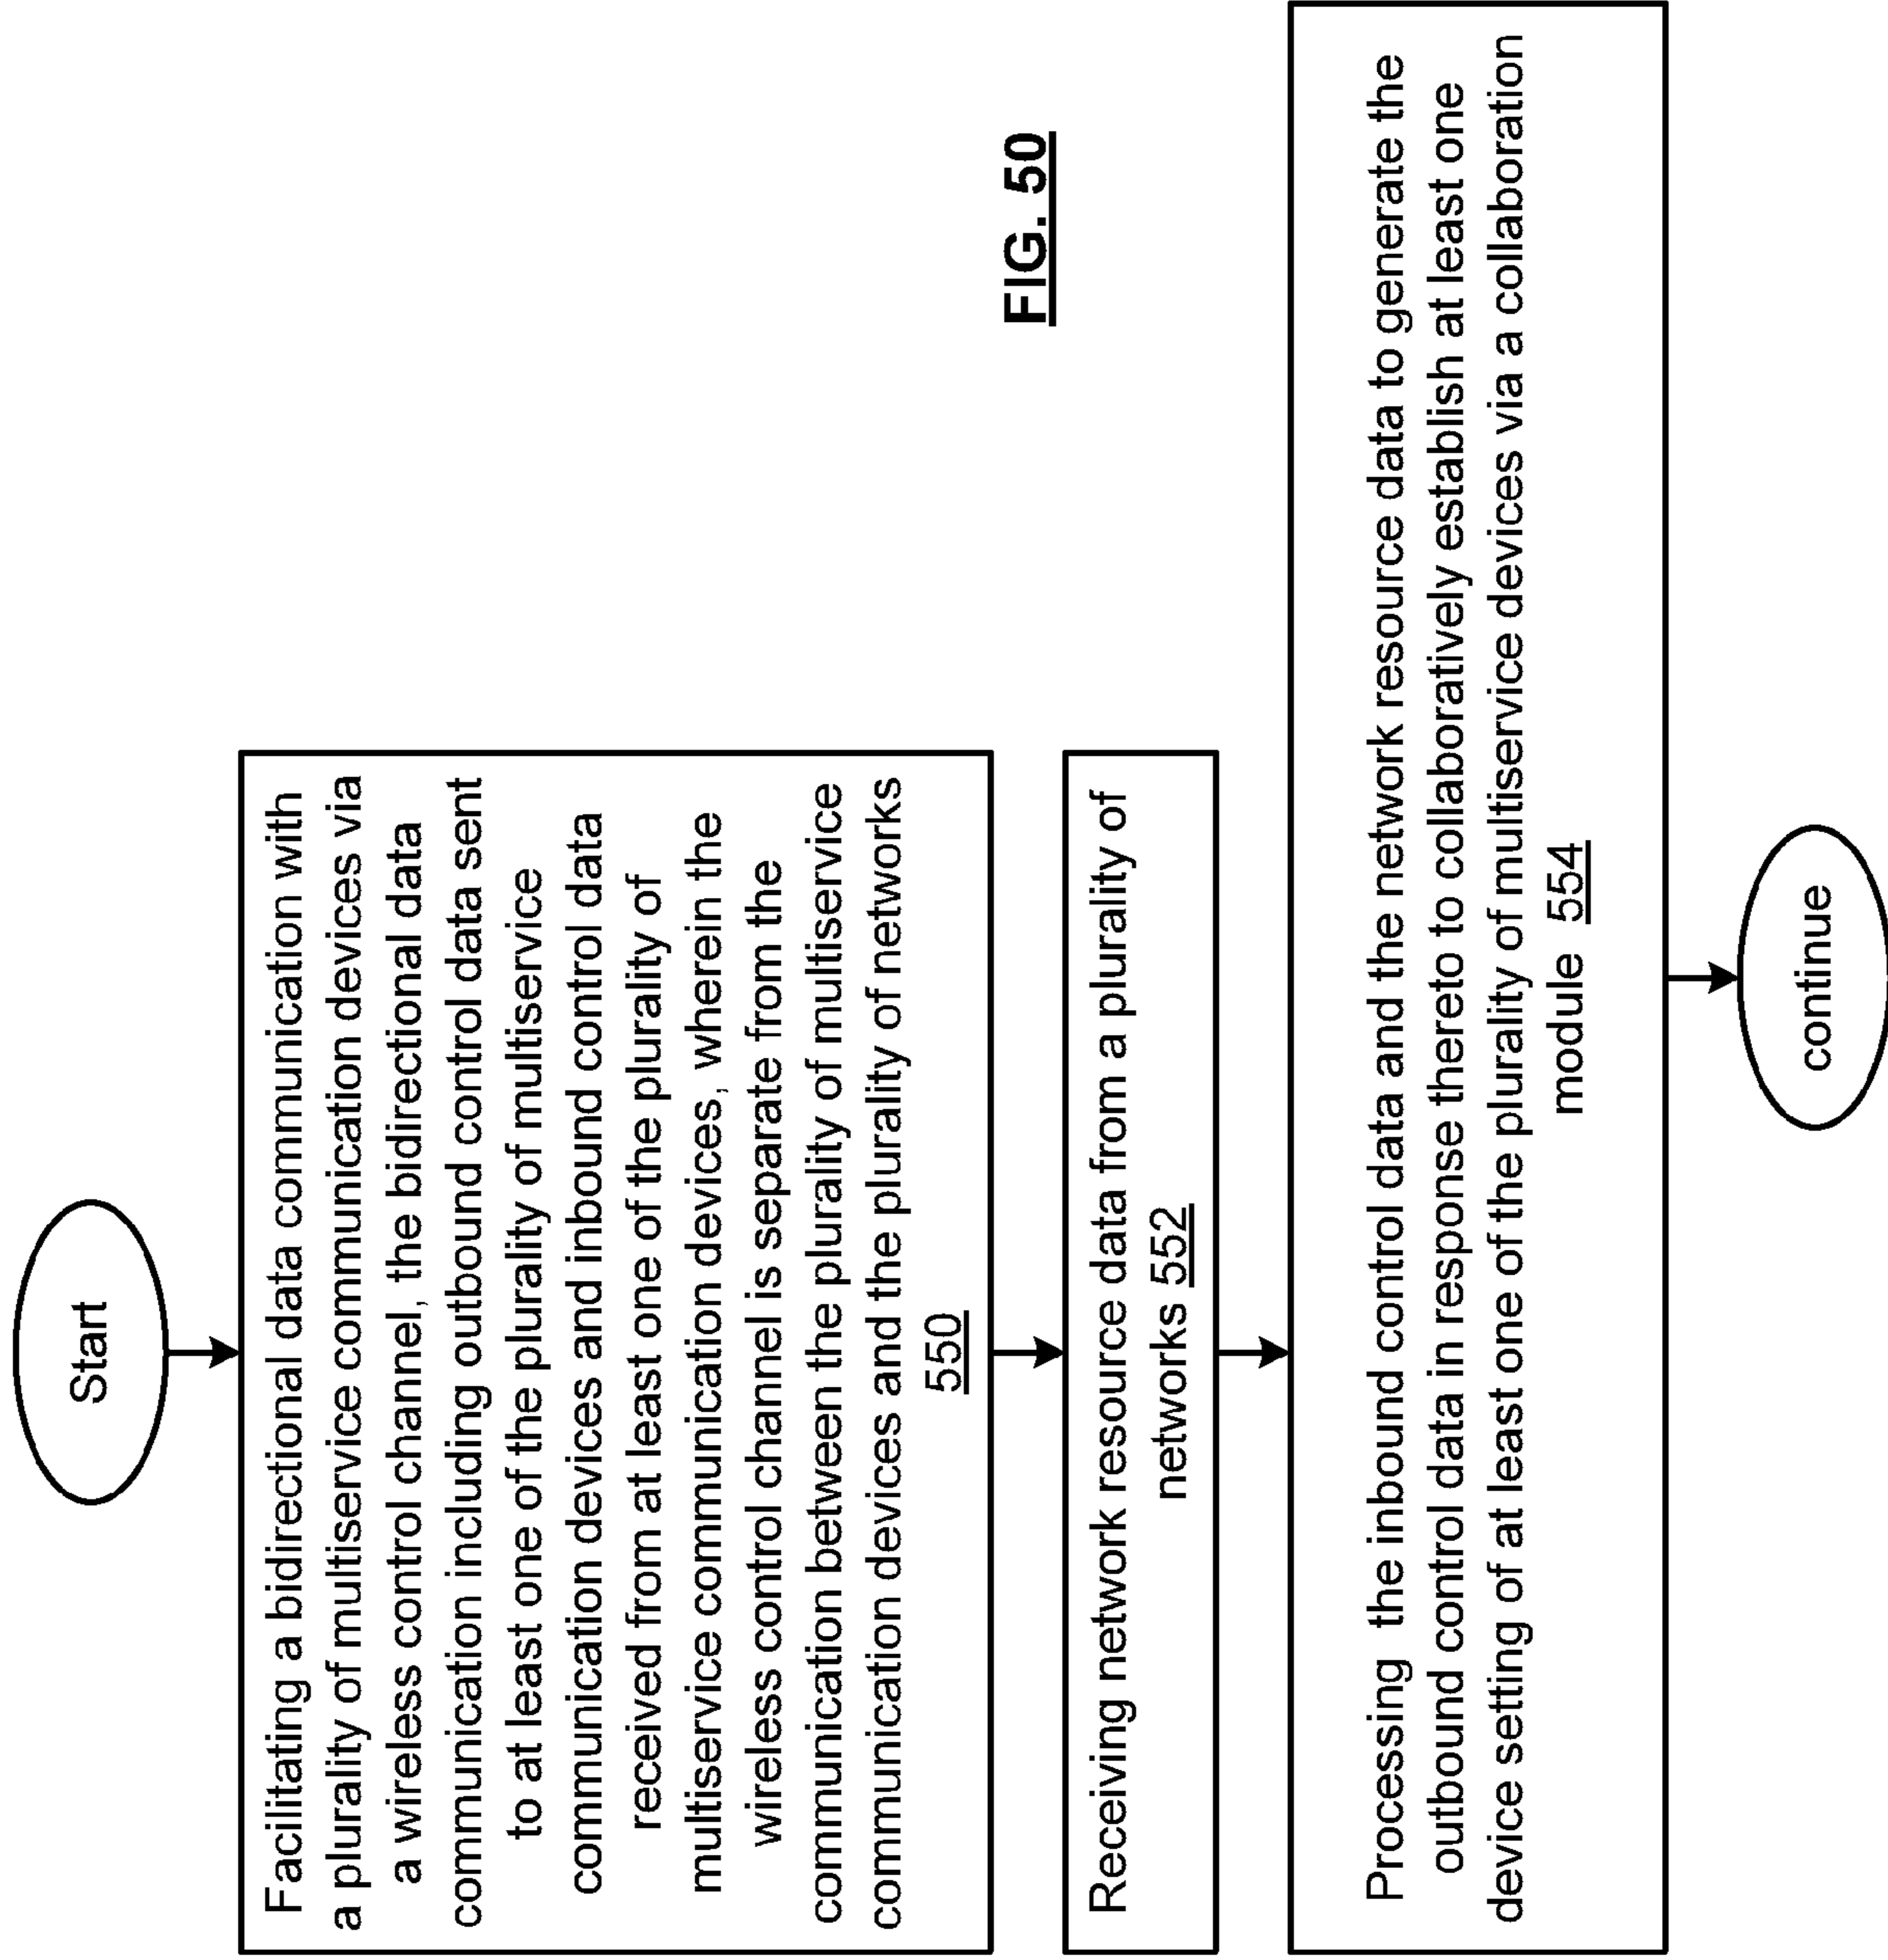 Start
Facilitating a bidirectional data communication with
a plurality of multiservice communication devices via
a wireless control channel, the bidirectional data
communication including outbound control data sent
to at least one of the plurality of multiservice
communication devices and inbound control data
received from at least one of the plurality of
multiservice communication devices, wherein the
wireless control channel is separate from the
communication between the plurality of multiservice
communication devices and the plurality of networks
550
Receiving network resource data from a plurality of
networks 552
Processing the inbound control data and the network resource data to generate the
outbound control data in response thereto to collaboratively establish at least one
device setting of at least one of the plurality of multiservice devices via a collaboration
module 554
continue
FIG. 50